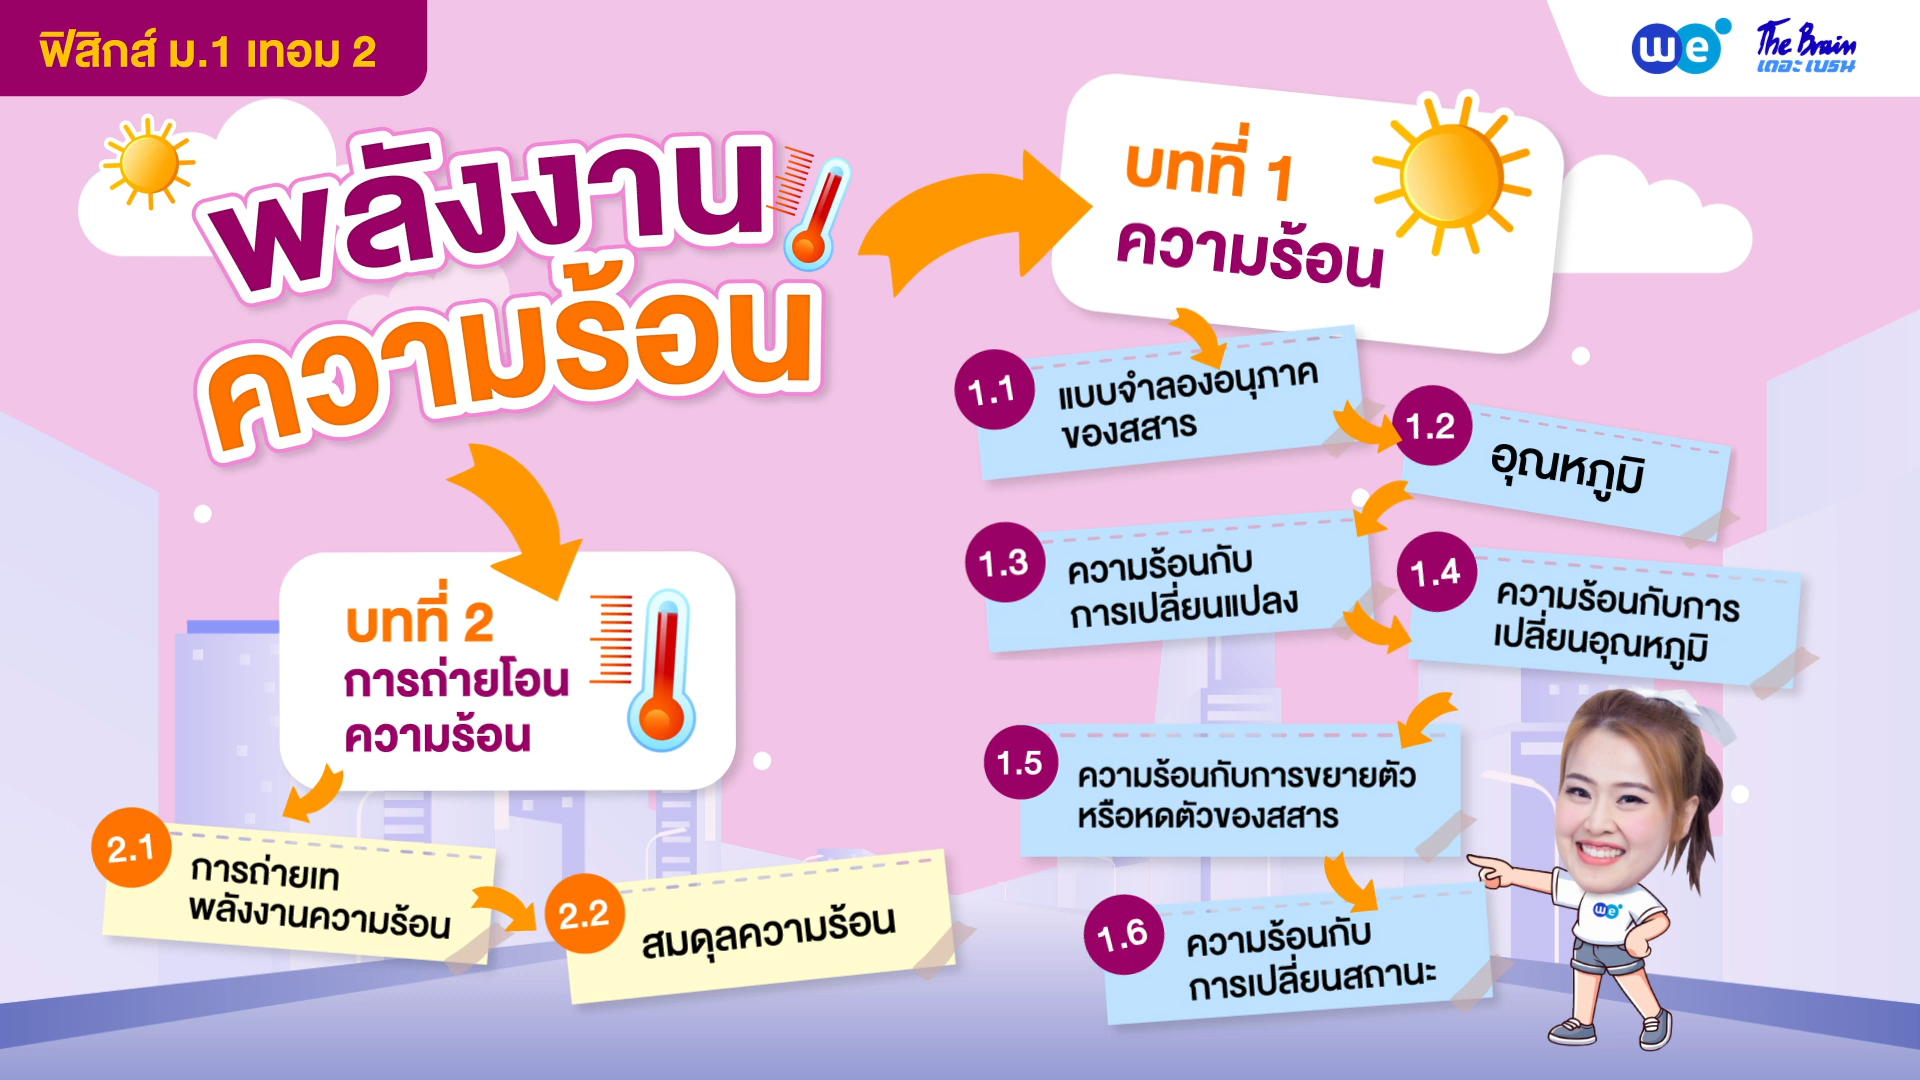 ฟิสิกส์ ม.1 เทอม 2
we
The Brain
เดอะเบรน
พลังงาน
ความร้อน
บทที่ 1
ความร้อน
1.1
แบบจำลองอนุภาค
ของสสาร
1.2
อุณหภูมิ
1.3
ความร้อนกับ
การเปลี่ยนแปลง
1.4
ความร้อนกับการ
เปลี่ยนอุณหภูมิ
1.5
ความร้อนกับการขยายตัว
หรือหดตัวของสสาร
1.6
ความร้อนกับ
การเปลี่ยนสถานะ
บทที่ 2
การถ่ายโอน
ความร้อน
2.1
การถ่ายเท
พลังงานความร้อน
2.2
สมดุลความร้อน
we